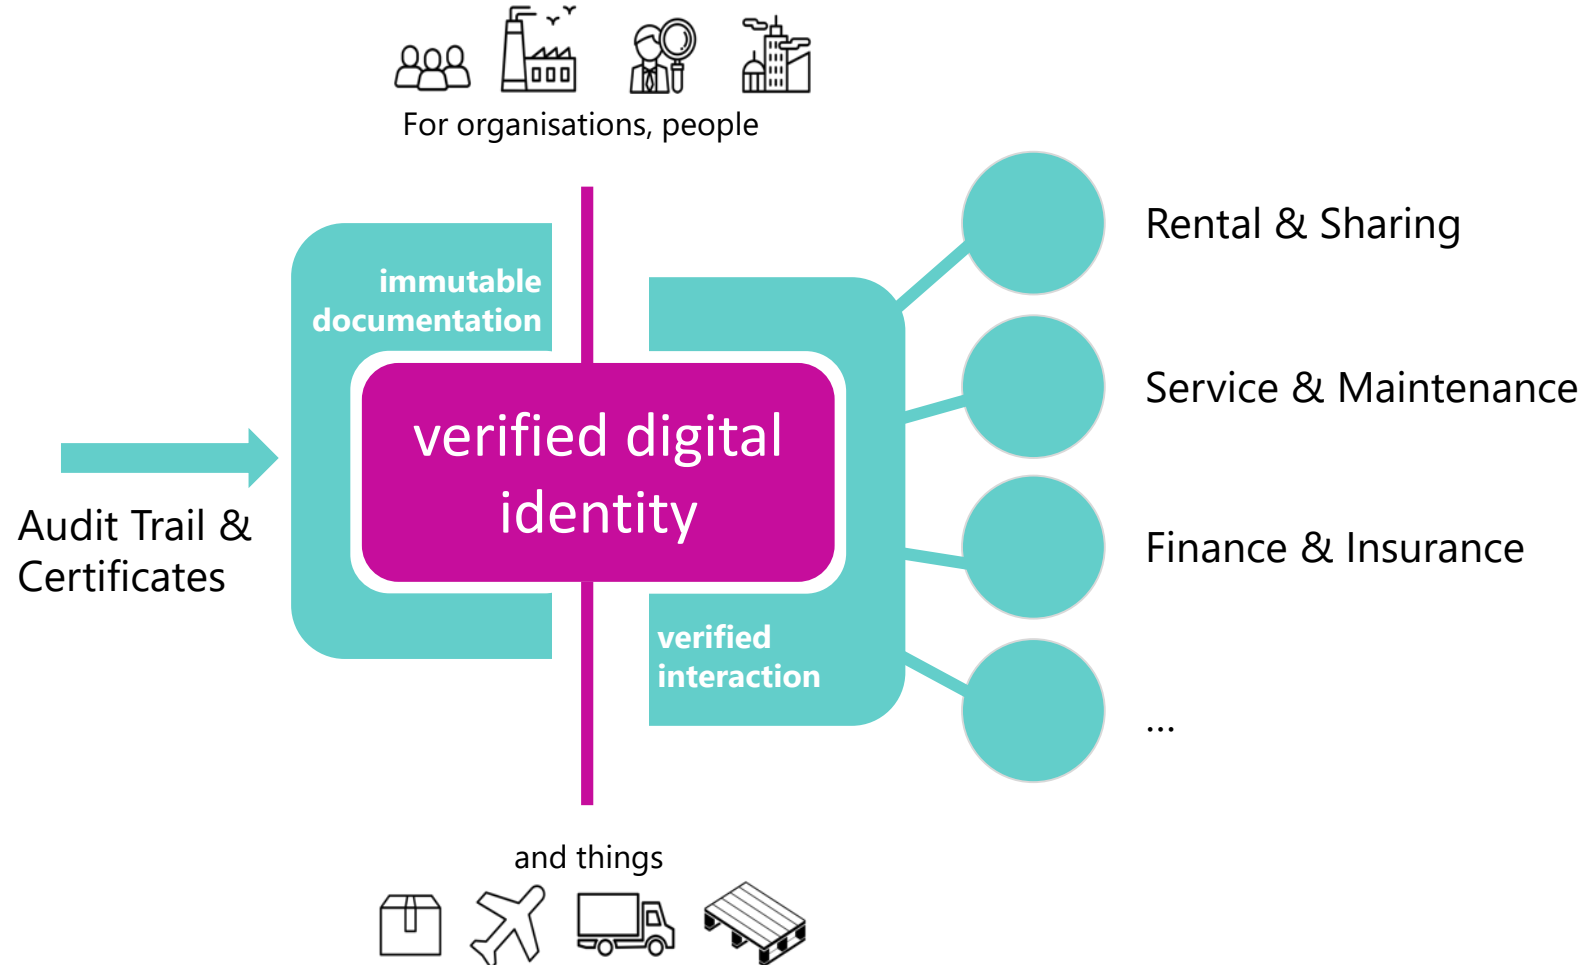 For organisations, people
immutable
documentation
verified digital
identity
verified
interaction
Audit Trail &
Certificates
Rental & Sharing
Service & Maintenance
Finance & Insurance
...
and things